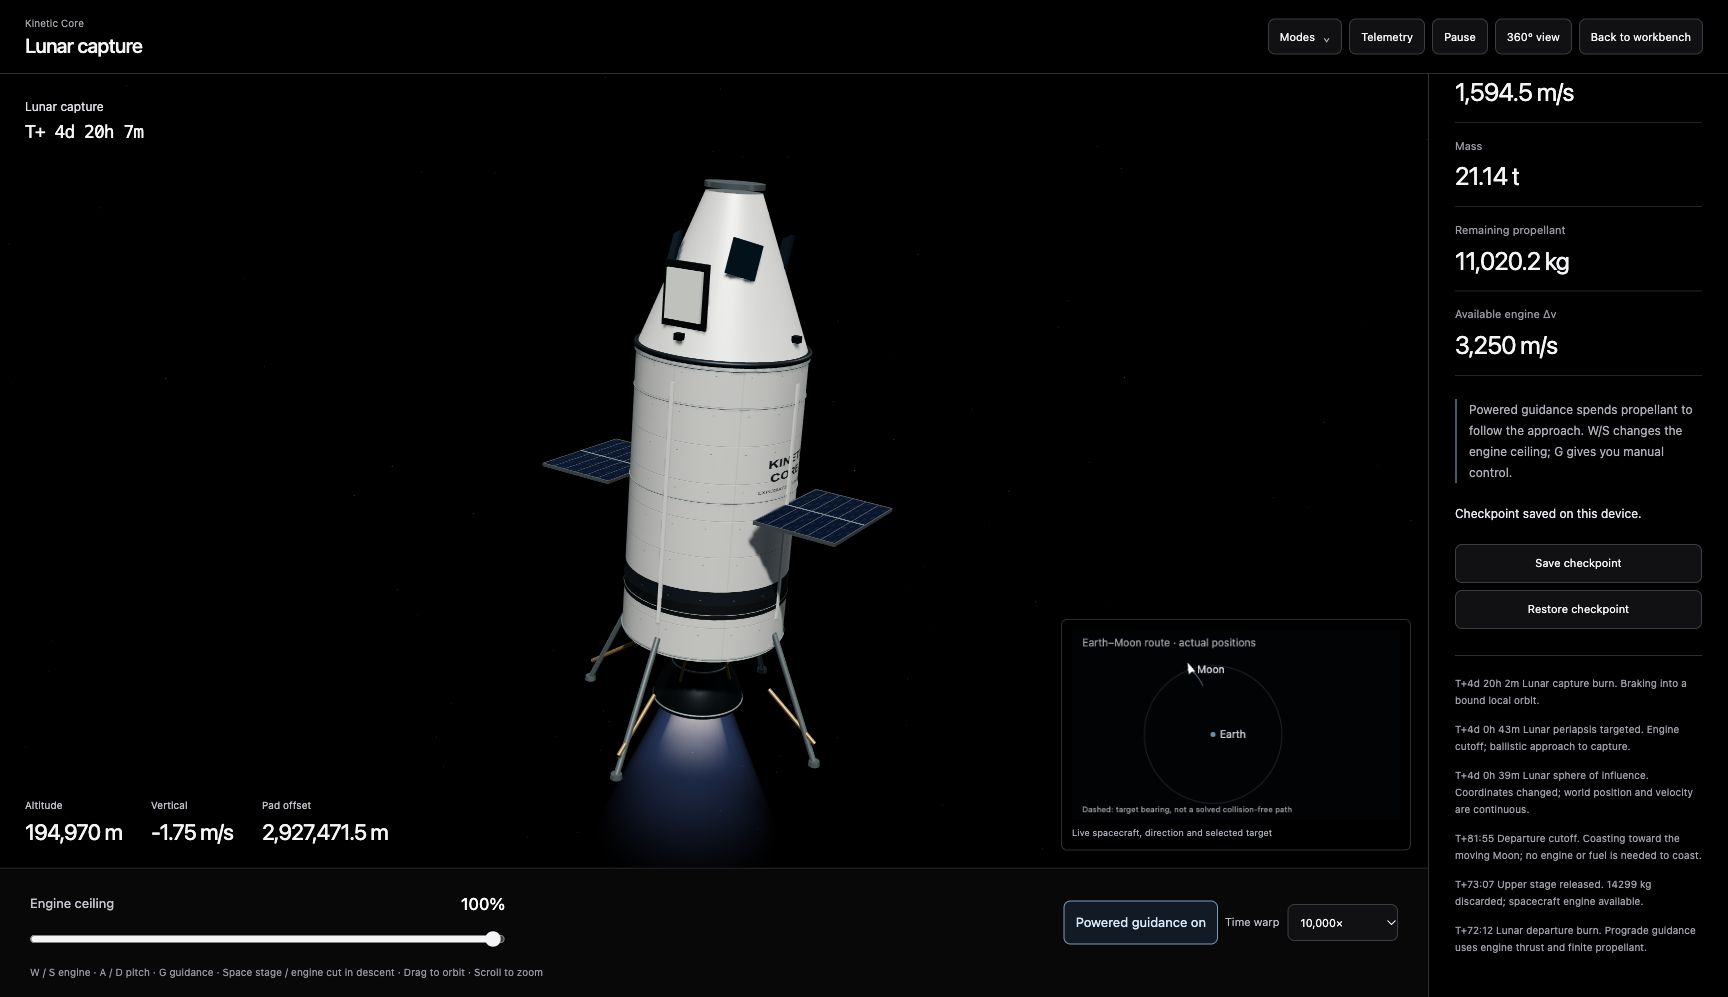 Kinetic Core
Lunar capture
Modes
Telemetry
Pause
360° view
Back to workbench
Lunar capture
T+ 4d 20h 7m
KINETIC
CORE
Earth–Moon route · actual positions
Moon
Earth
Dashed: target bearing, not a solved collision-free path
Live spacecraft, direction and selected target
Altitude
194,970 m
Vertical
-1.75 m/s
Pad offset
2,927,471.5 m
Engine ceiling
100%
W / S engine · A / D pitch · G guidance · Space stage / engine cut in descent · Drag to orbit · Scroll to zoom
Powered guidance on
Time warp
10,000×
1,594.5 m/s
Mass
21.14 t
Remaining propellant
11,020.2 kg
Available engine Δv
3,250 m/s
Powered guidance spends propellant to
follow the approach. W/S changes the
engine ceiling; G gives you manual
control.
Checkpoint saved on this device.
Save checkpoint
Restore checkpoint
T+4d 20h 2m Lunar capture burn. Braking into a
bound local orbit.
T+4d 0h 43m Lunar periapsis targeted. Engine
cutoff; ballistic approach to capture.
T+4d 0h 39m Lunar sphere of influence.
Coordinates changed; world position and velocity
are continuous.
T+81:55 Departure cutoff. Coasting toward the
moving Moon; no engine or fuel is needed to coast.
T+73:07 Upper stage released. 14299 kg
discarded; spacecraft engine available.
T+72:12 Lunar departure burn. Prograde guidance
uses engine thrust and finite propellant.